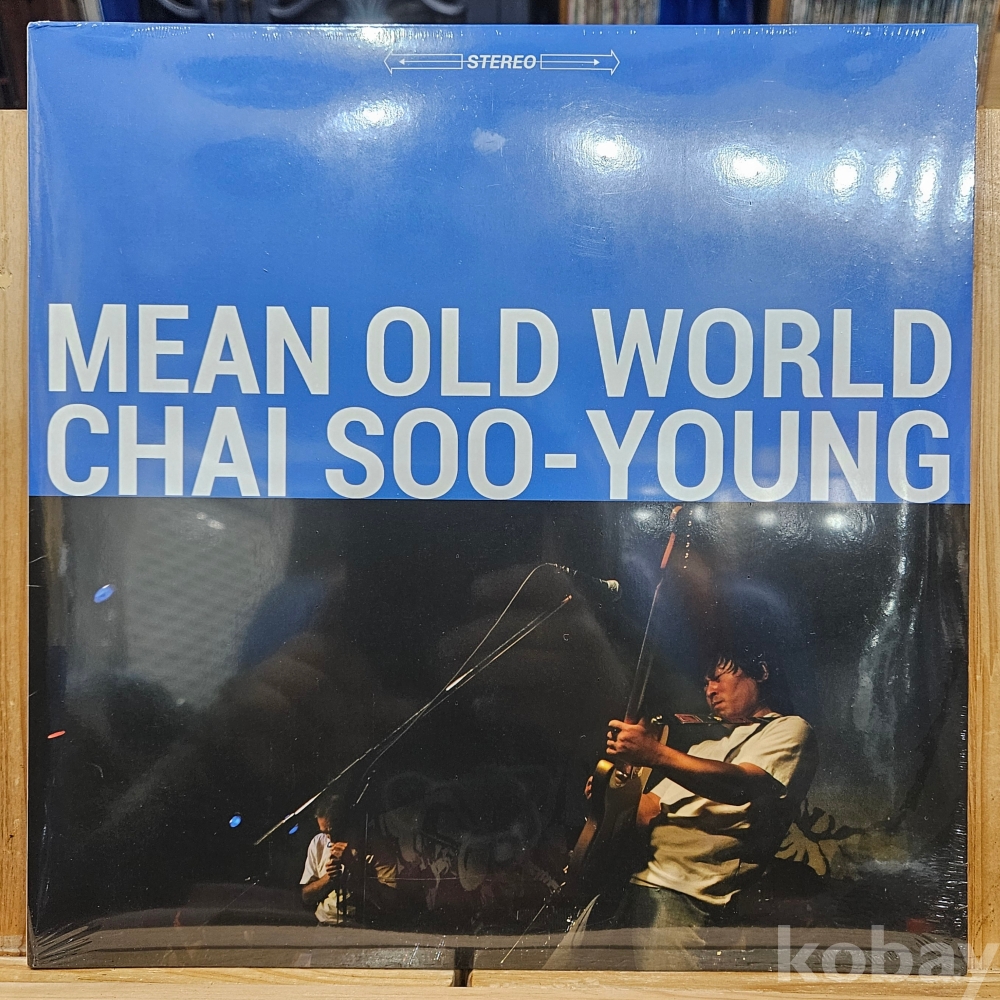 STEREO
MEAN OLD WORLD
CHAI SOO-YOUNG
kobay